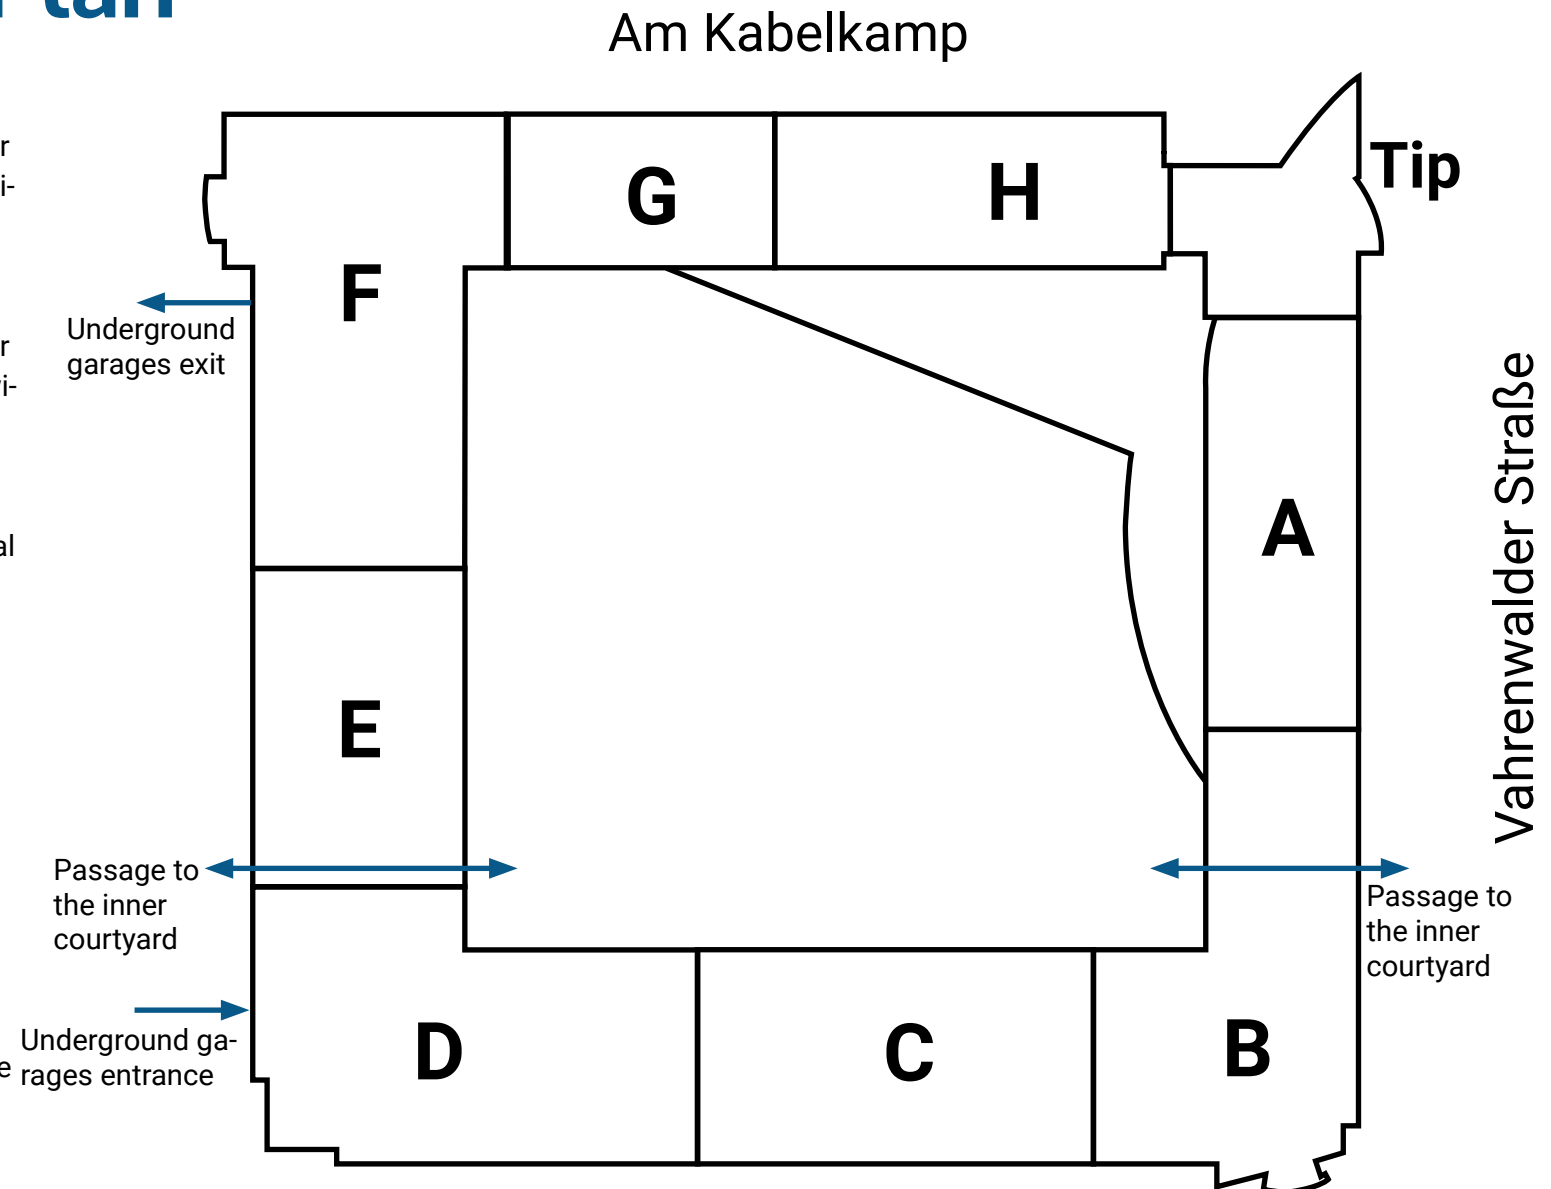 Am Kabelkamp
Tip
G
H
F
Underground
garages exit
Vahrenwalder Straße
A
E
Passage to
the inner
courtyard
Passage to
the inner
courtyard
Underground ga-
rages entrance
D
C
B